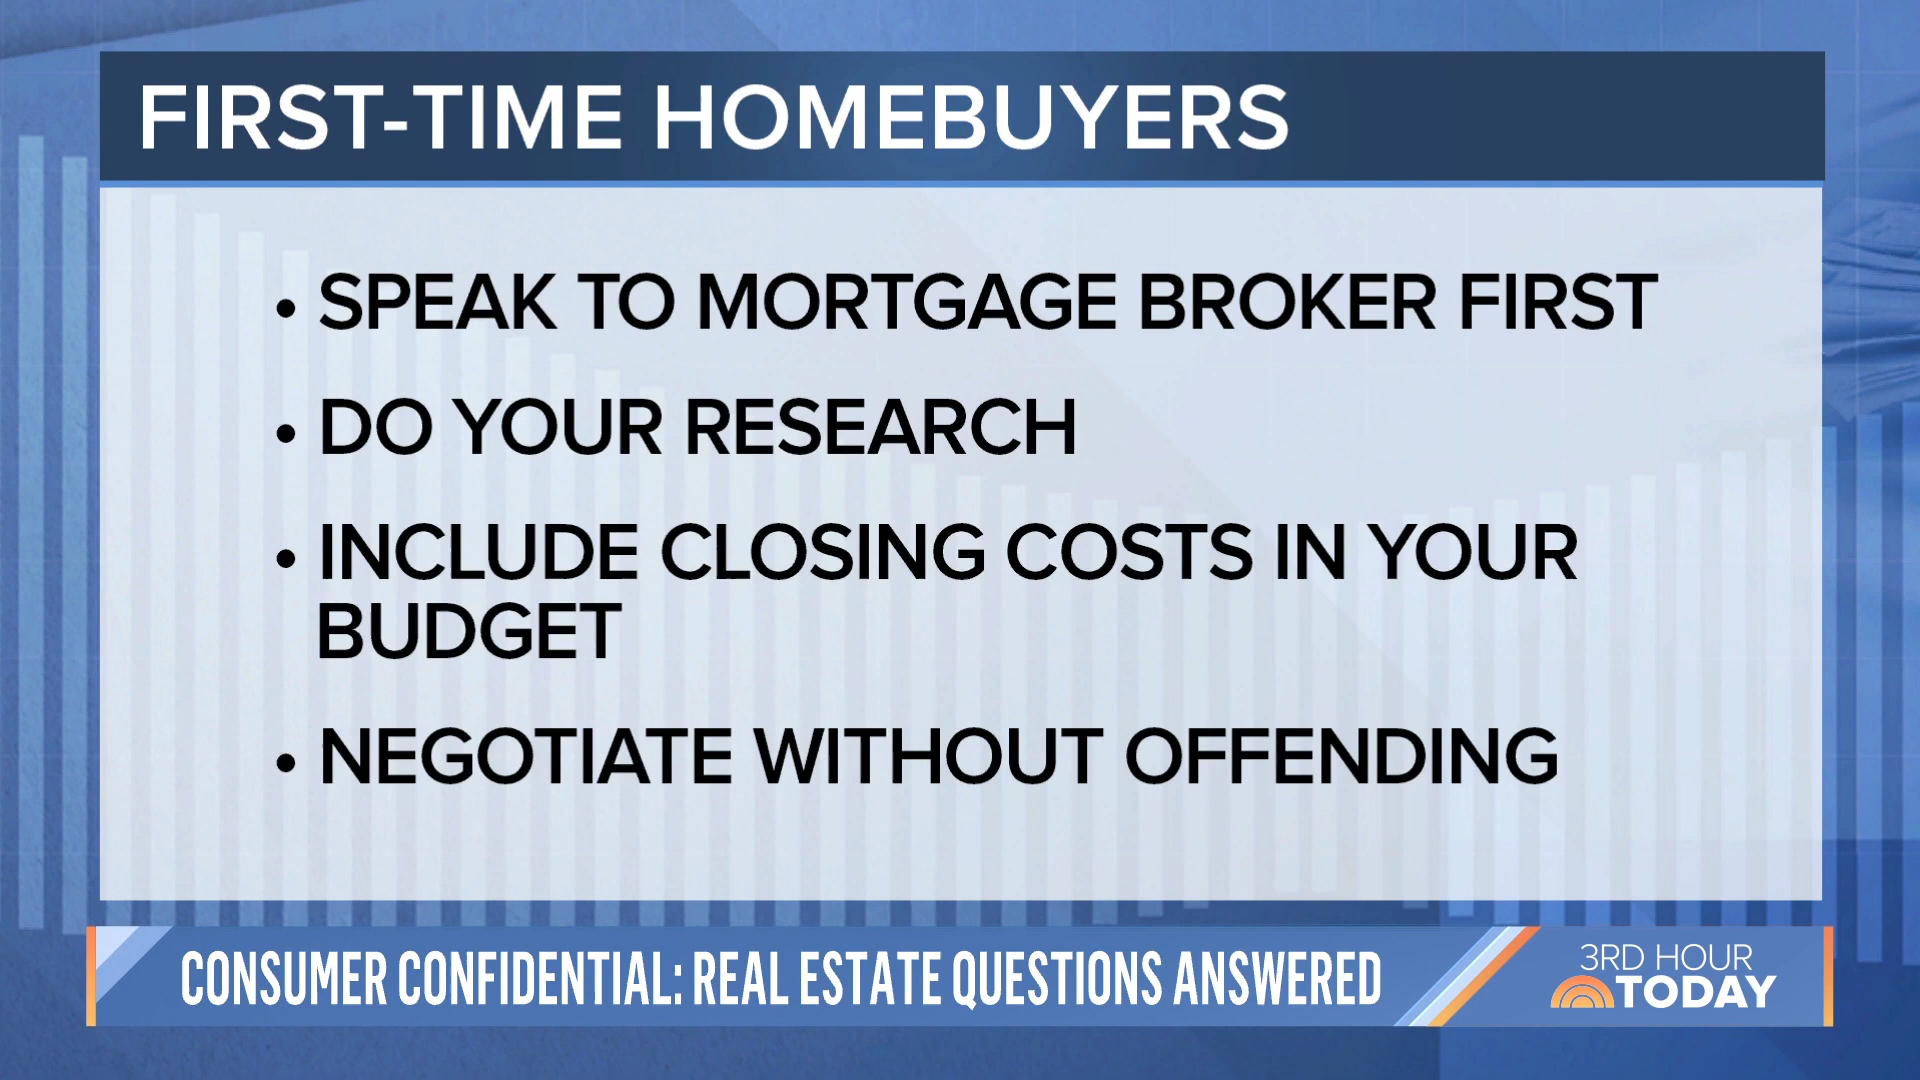 FIRST-TIME HOMEBUYERS
• SPEAK TO MORTGAGE BROKER FIRST
• DO YOUR RESEARCH
• INCLUDE CLOSING COSTS IN YOUR
BUDGET
• NEGOTIATE WITHOUT OFFENDING
CONSUMER CONFIDENTIAL: REAL ESTATE QUESTIONS ANSWERED
3RD HOUR
TODAY